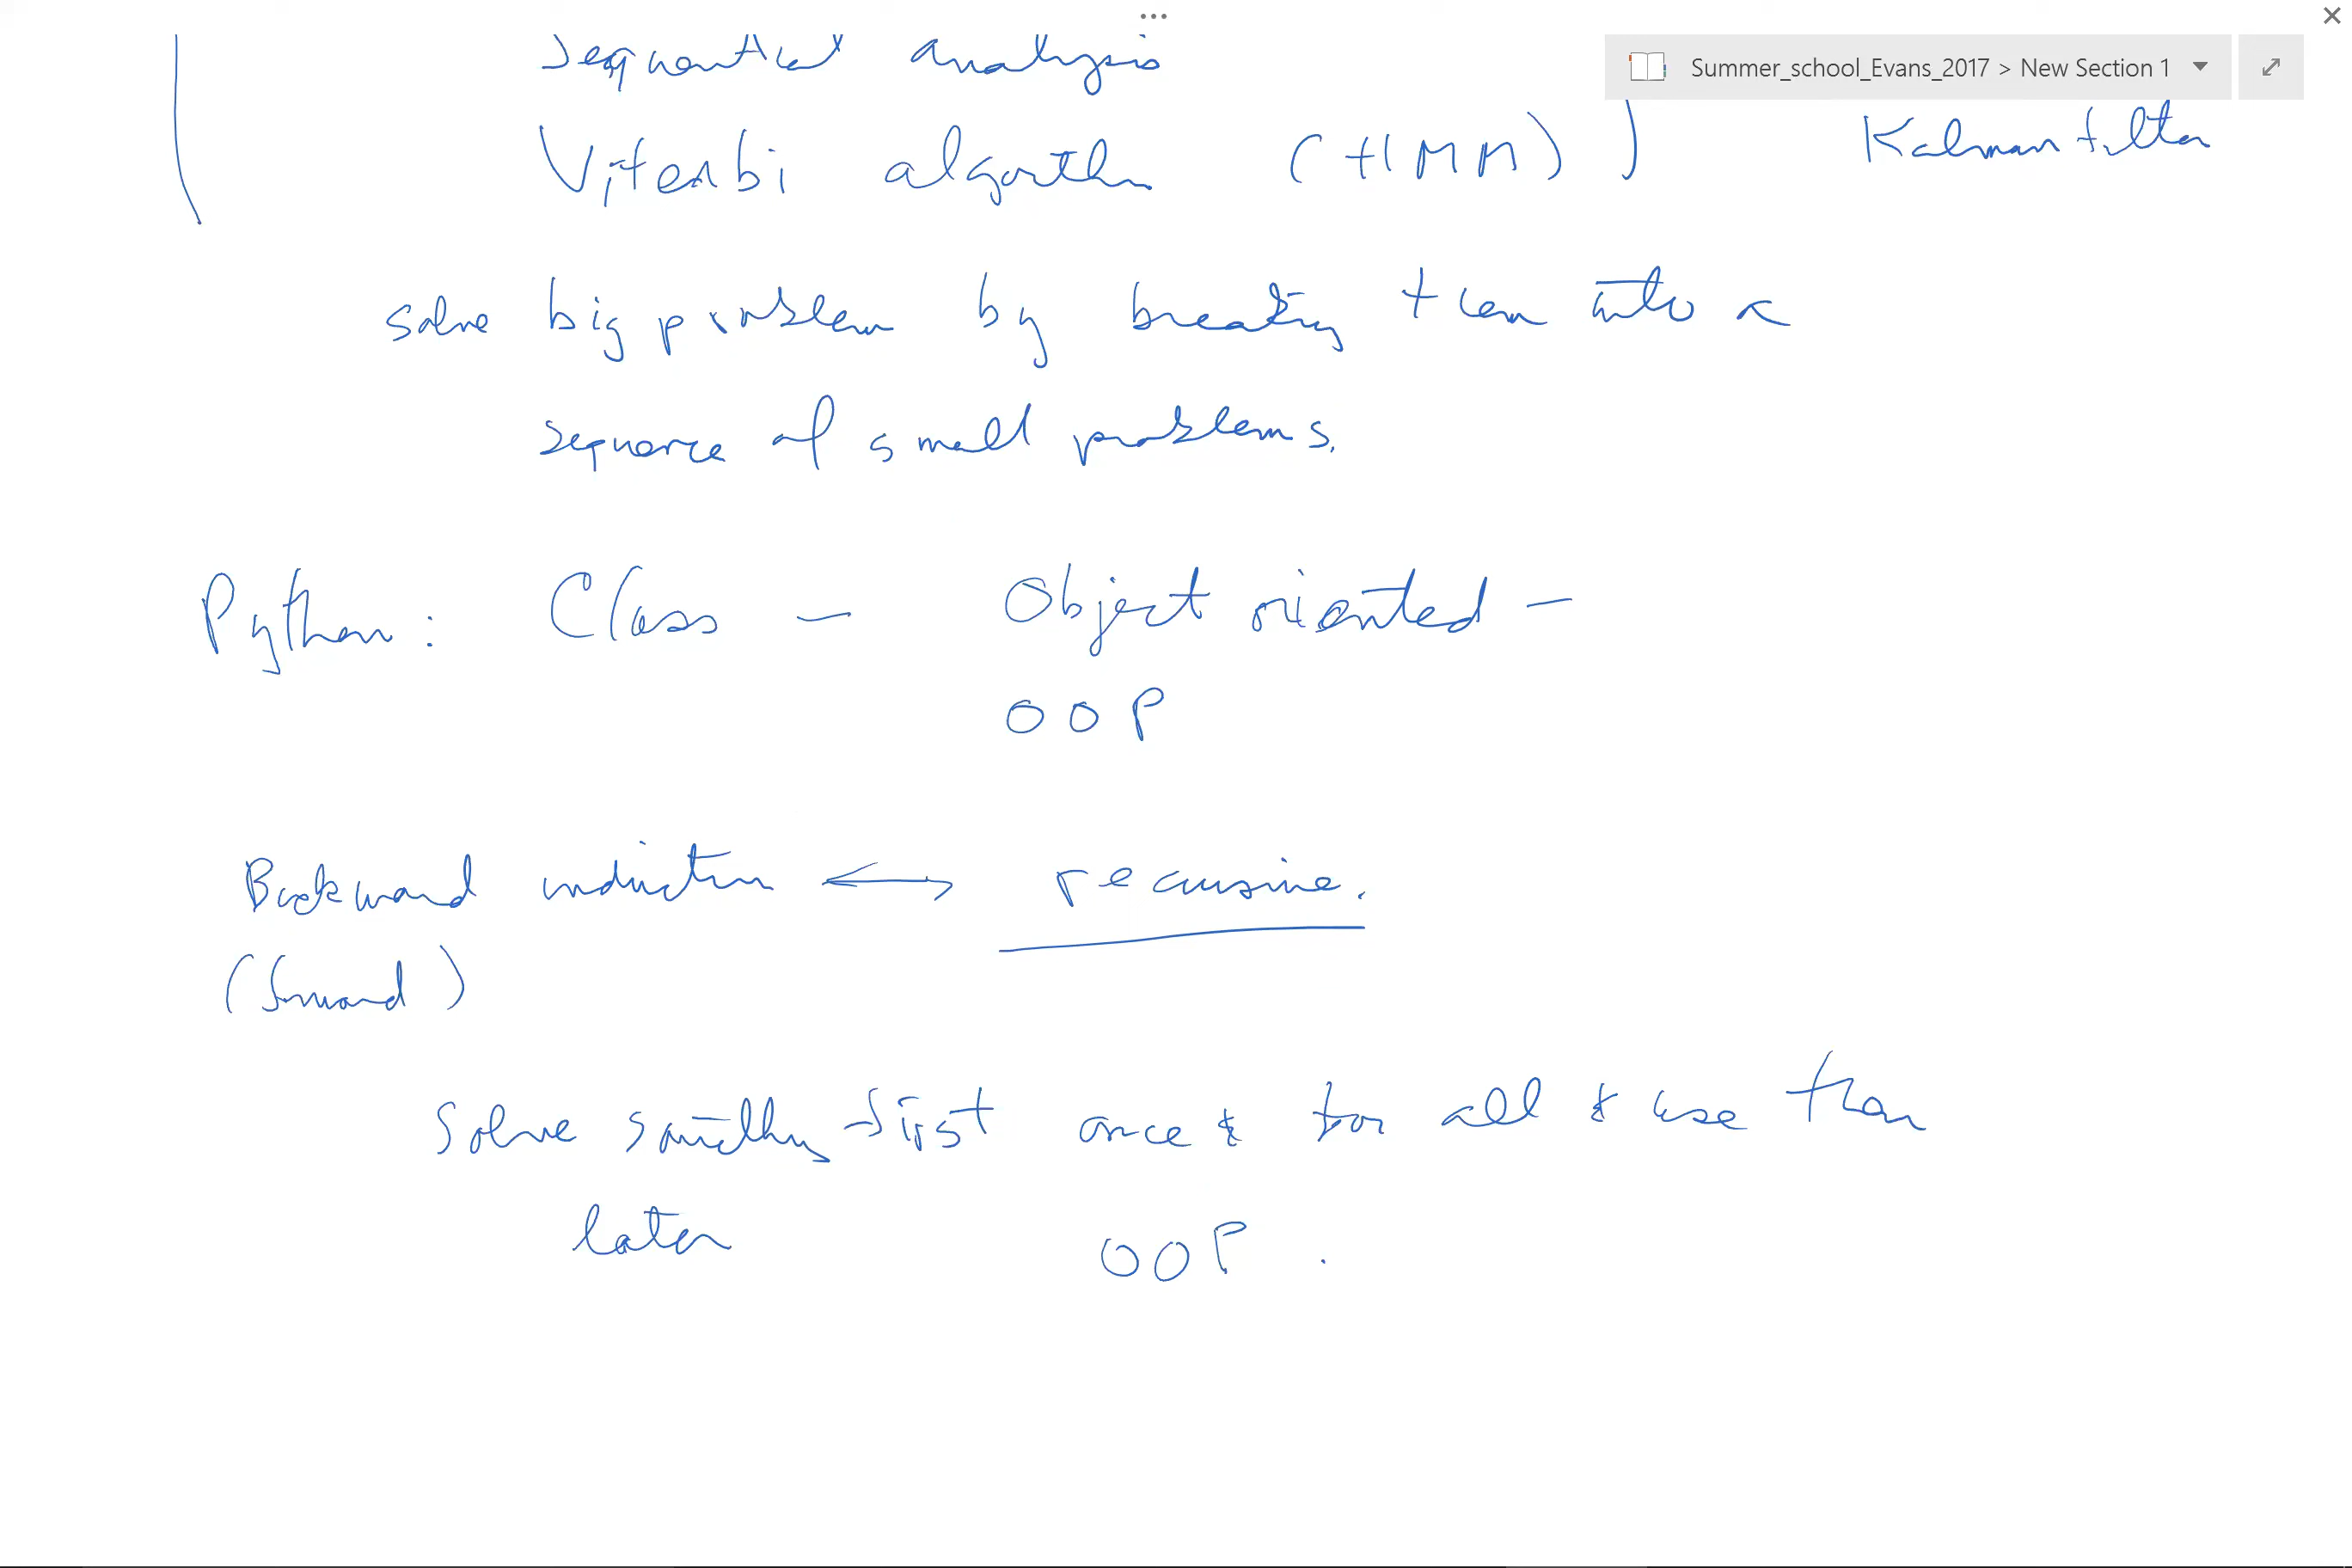 Sequential analysis
Summer_school_Evans_2017 > New Section 1
Viterbi algorithm (HMM) Kalman filter
solve big problem by breaking them into a
sequence of small problems.
Python: Class — Object oriented —
OOP
Backward induction ⟷ recursive.
(forward)
Solve smaller first once & for all & use them
later OOP.